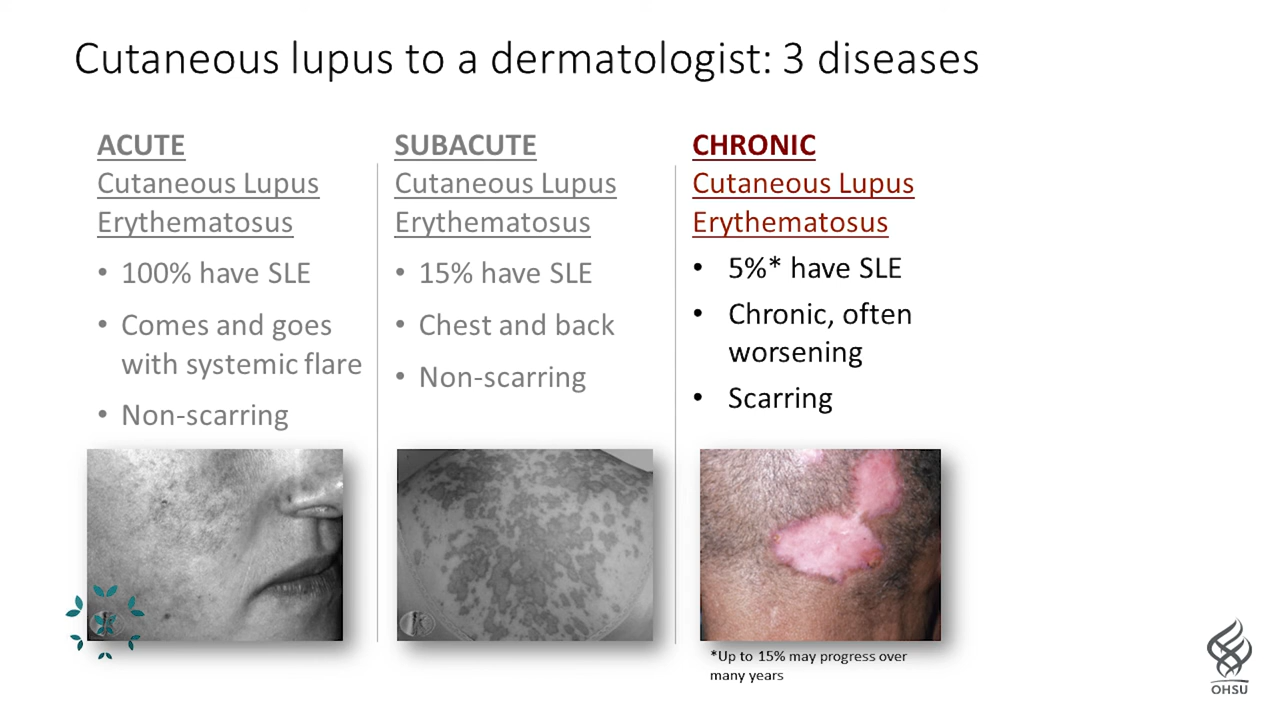 Cutaneous lupus to a dermatologist: 3 diseases
ACUTE
Cutaneous Lupus
Erythematosus
• 100% have SLE
• Comes and goes
with systemic flare
• Non-scarring
SUBACUTE
Cutaneous Lupus
Erythematosus
• 15% have SLE
• Chest and back
• Non-scarring
CHRONIC
Cutaneous Lupus
Erythematosus
• 5%* have SLE
• Chronic, often
worsening
• Scarring
*Up to 15% may progress over
many years
OHSU